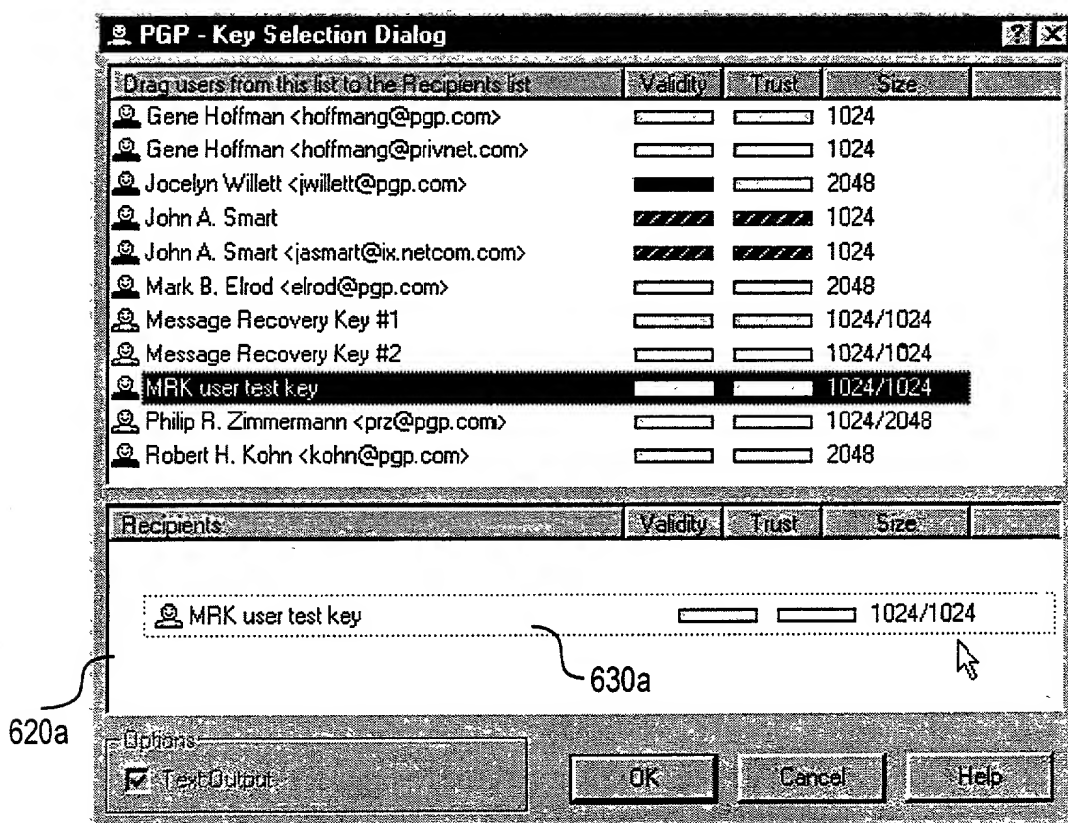 PGP - Key Selection Dialog
Drag users from this list to the Recipients list Validity Trust Size
Gene Hoffman <hoffmang@pgp.com> 1024
Gene Hoffman <hoffmang@privnet.com> 1024
Jocelyn Willett <jwillett@pgp.com> 2048
John A. Smart 1024
John A. Smart <jasmart@ix.netcom.com> 1024
Mark B. Elrod <elrod@pgp.com> 2048
Message Recovery Key #1 1024/1024
Message Recovery Key #2 1024/1024
MRK user test key 1024/1024
Philip R. Zimmermann <prz@pgp.com> 1024/2048
Robert H. Kohn <kohn@pgp.com> 2048
Recipients: Validity Trust Size
MRK user test key 1024/1024
630a
620a
Options
Text Output
OK Cancel Help